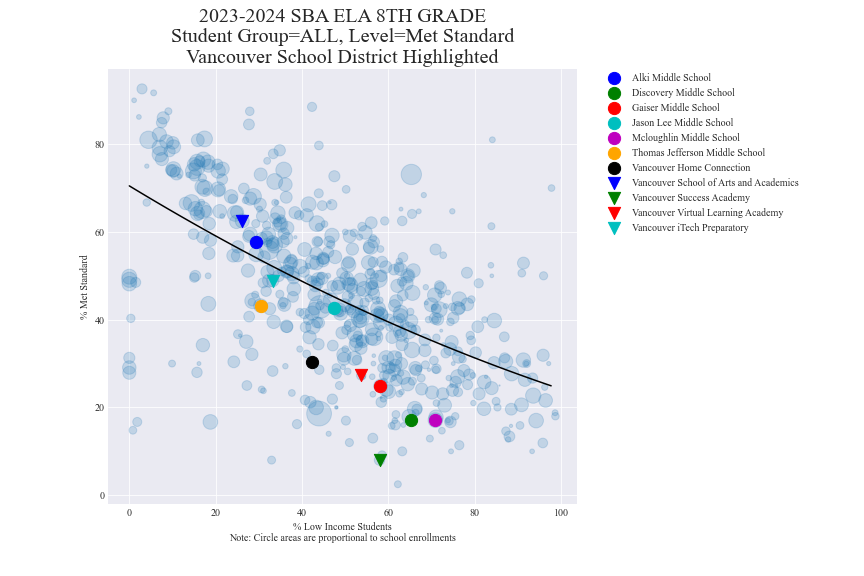 2023-2024 SBA ELA 8TH GRADE
Student Group=ALL, Level=Met Standard
Vancouver School District Highlighted
% Met Standard
80
60
40
20
0
0 20 40 60 80 100
% Low Income Students
Note: Circle areas are proportional to school enrollments
Alki Middle School
Discovery Middle School
Gaiser Middle School
Jason Lee Middle School
Mcloughlin Middle School
Thomas Jefferson Middle School
Vancouver Home Connection
Vancouver School of Arts and Academics
Vancouver Success Academy
Vancouver Virtual Learning Academy
Vancouver iTech Preparatory